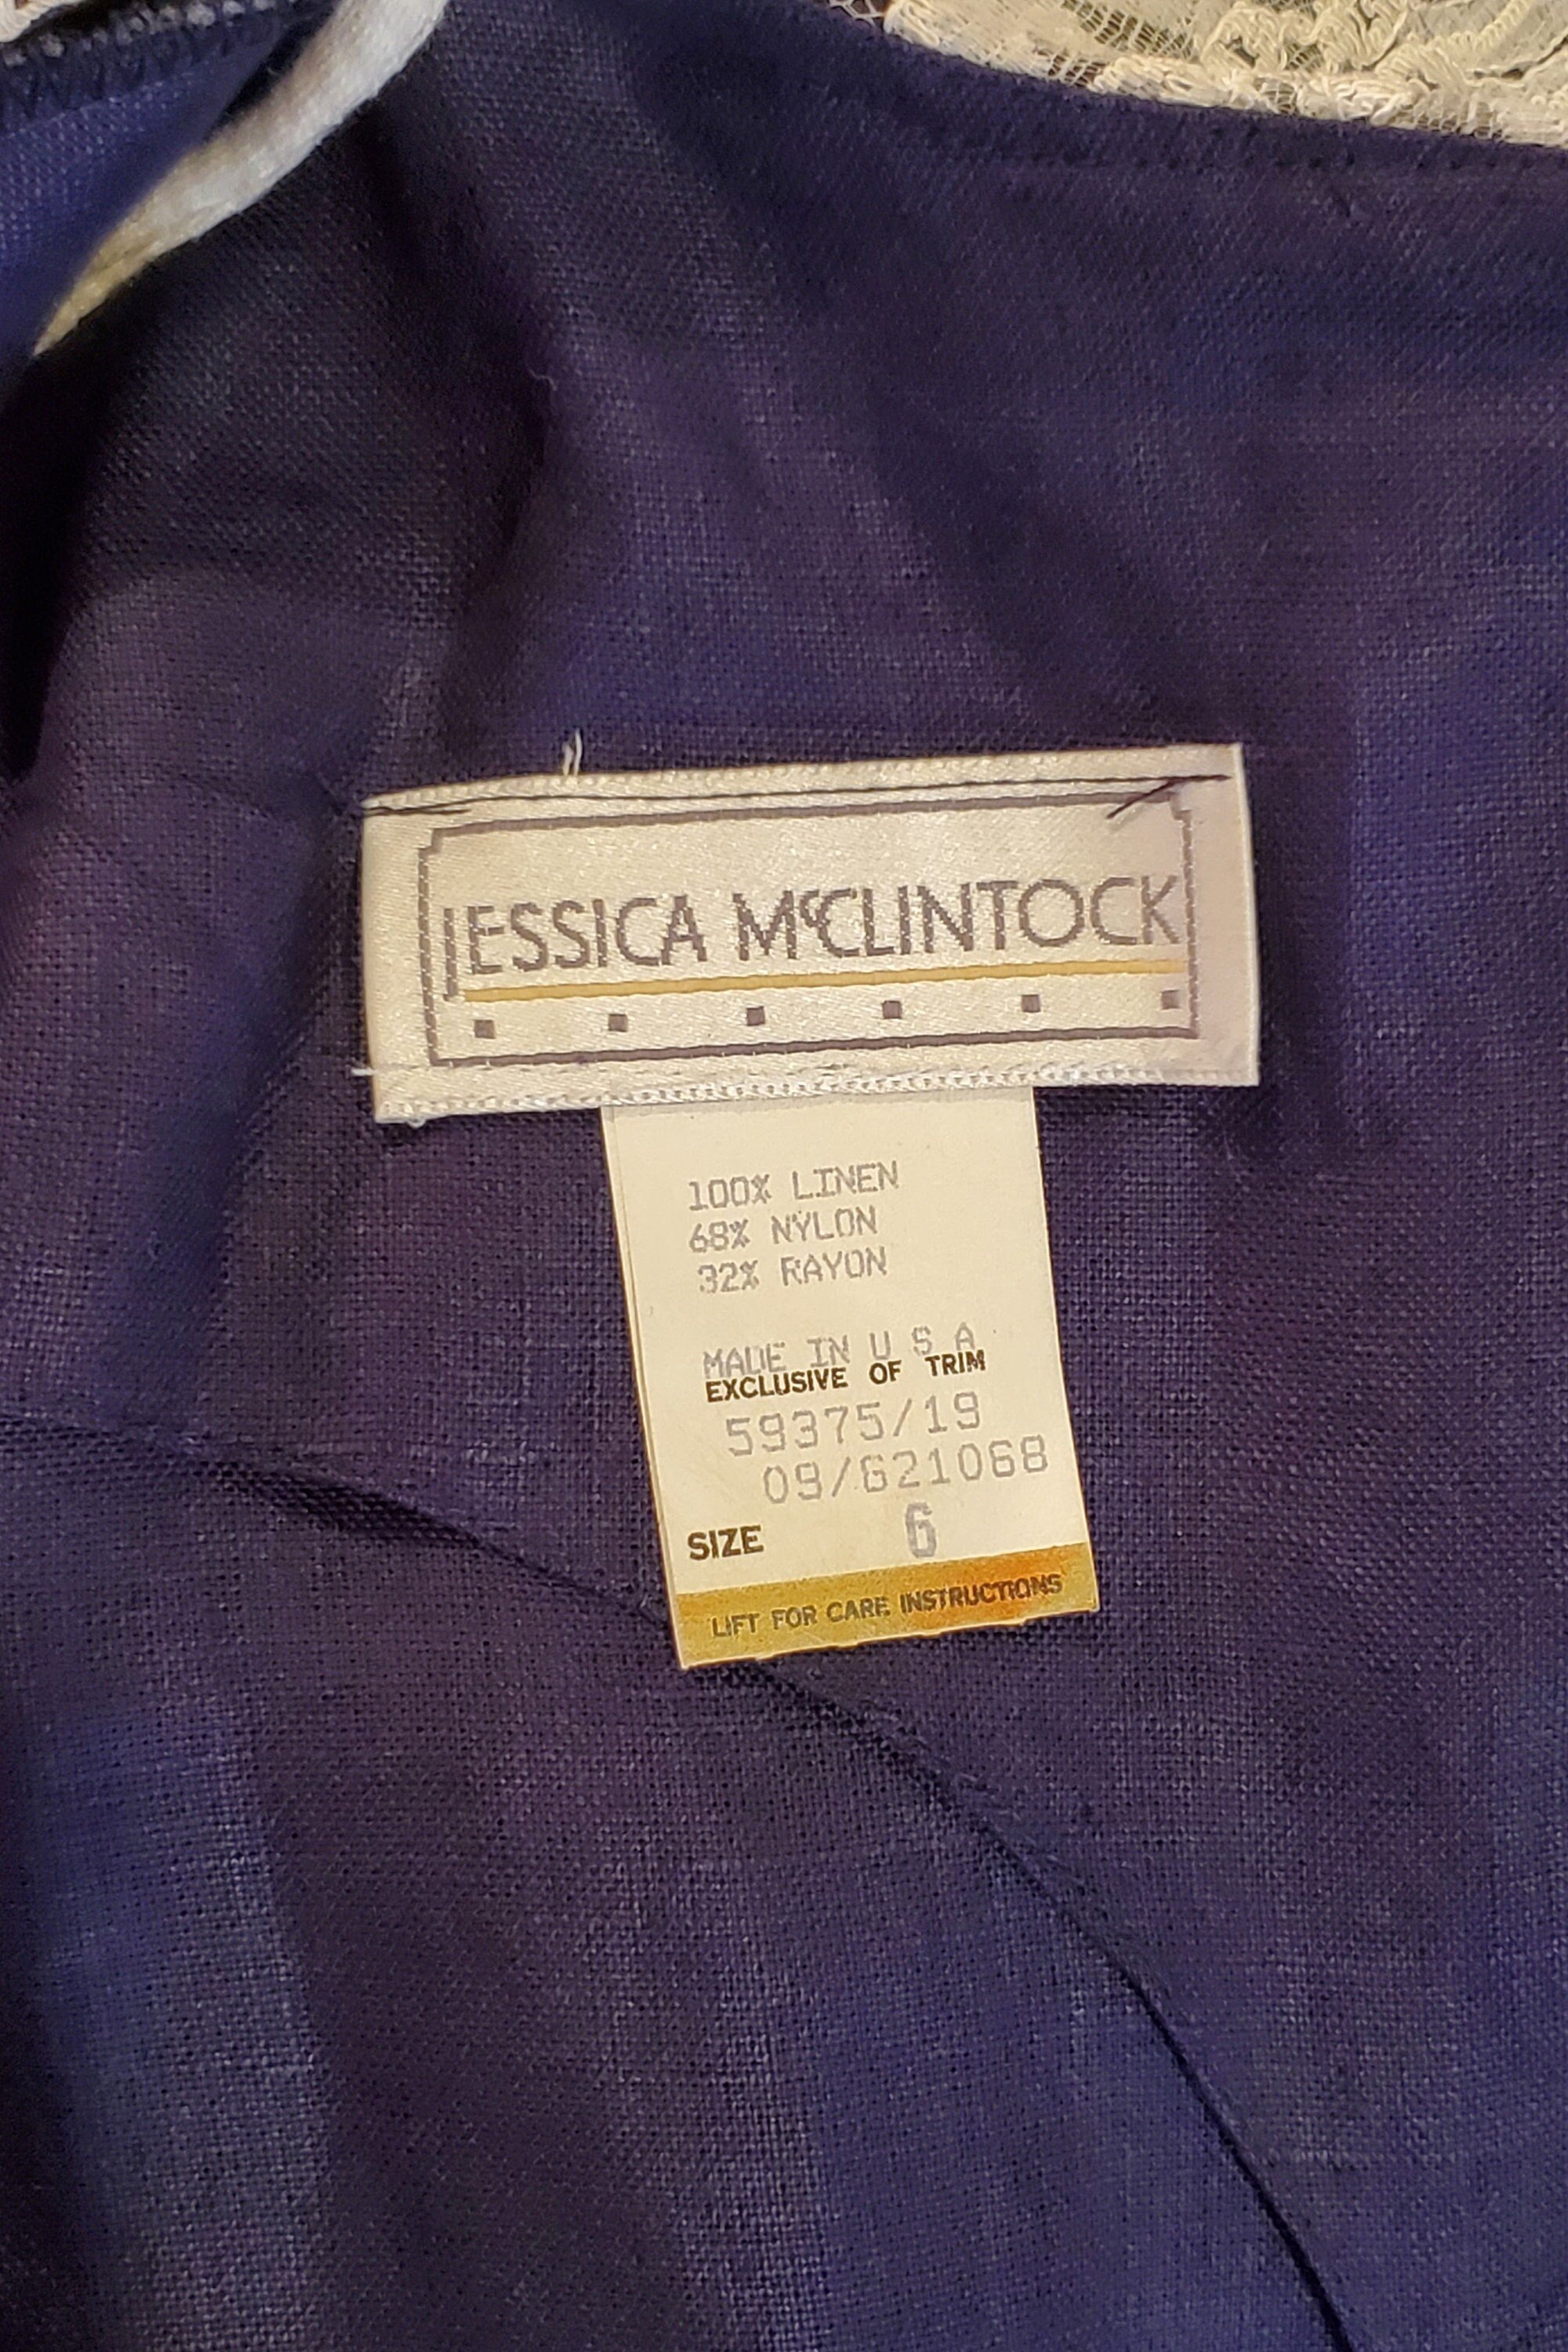 JESSICA McCLINTOCK
100% LINEN
68% NYLON
32% RAYON
MADE IN U S A
EXCLUSIVE OF TRIM
59375/19
09/621068
SIZE 6
LIFT FOR CARE INSTRUCTIONS